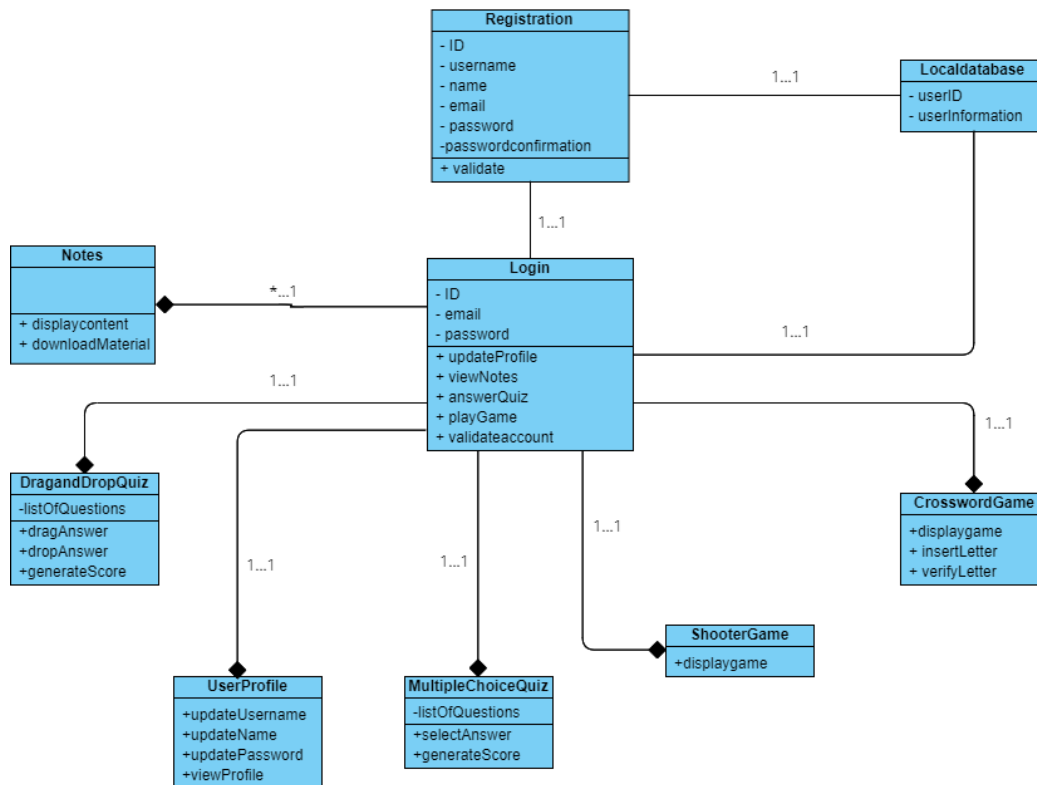 Registration
- ID
- username
- name
- email
- password
-passwordconfirmation
+ validate
1...1
Localdatabase
- userID
- userInformation
1...1
Notes
+ displaycontent
+ downloadMaterial
*...1
Login
- ID
- email
- password
+ updateProfile
+ viewNotes
+ answerQuiz
+ playGame
+ validateaccount
1...1
1...1
1...1
DragandDropQuiz
-listOfQuestions
+dragAnswer
+dropAnswer
+generateScore
CrosswordGame
+displaygame
+ insertLetter
+ verifyLetter
1...1
1...1
1...1
ShooterGame
+displaygame
UserProfile
+updateUsername
+updateName
+updatePassword
+viewProfile
MultipleChoiceQuiz
-listOfQuestions
+selectAnswer
+generateScore